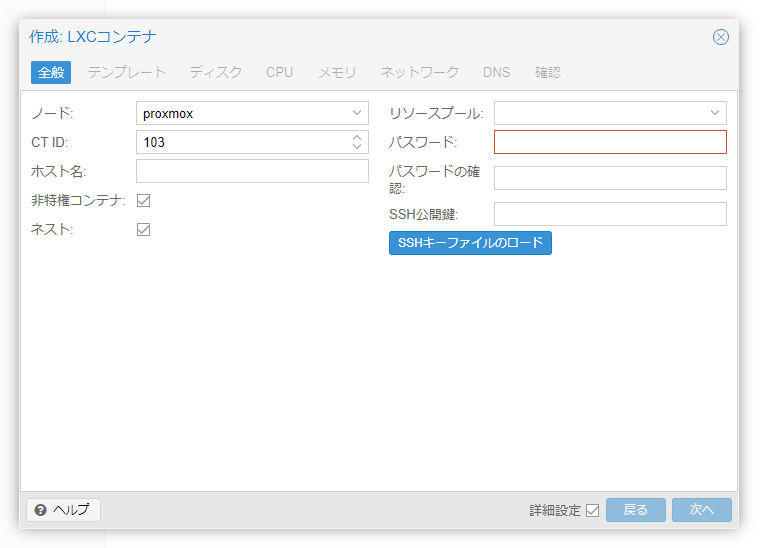 作成: LXCコンテナ
全般 テンプレート ディスク CPU メモリ ネットワーク DNS 確認
ノード: proxmox
CT ID: 103
ホスト名:
非特権コンテナ:
ネスト:
リソースプール:
パスワード:
パスワードの確
認:
SSH公開鍵:
SSHキーファイルのロード
ヘルプ
詳細設定 戻る 次へ